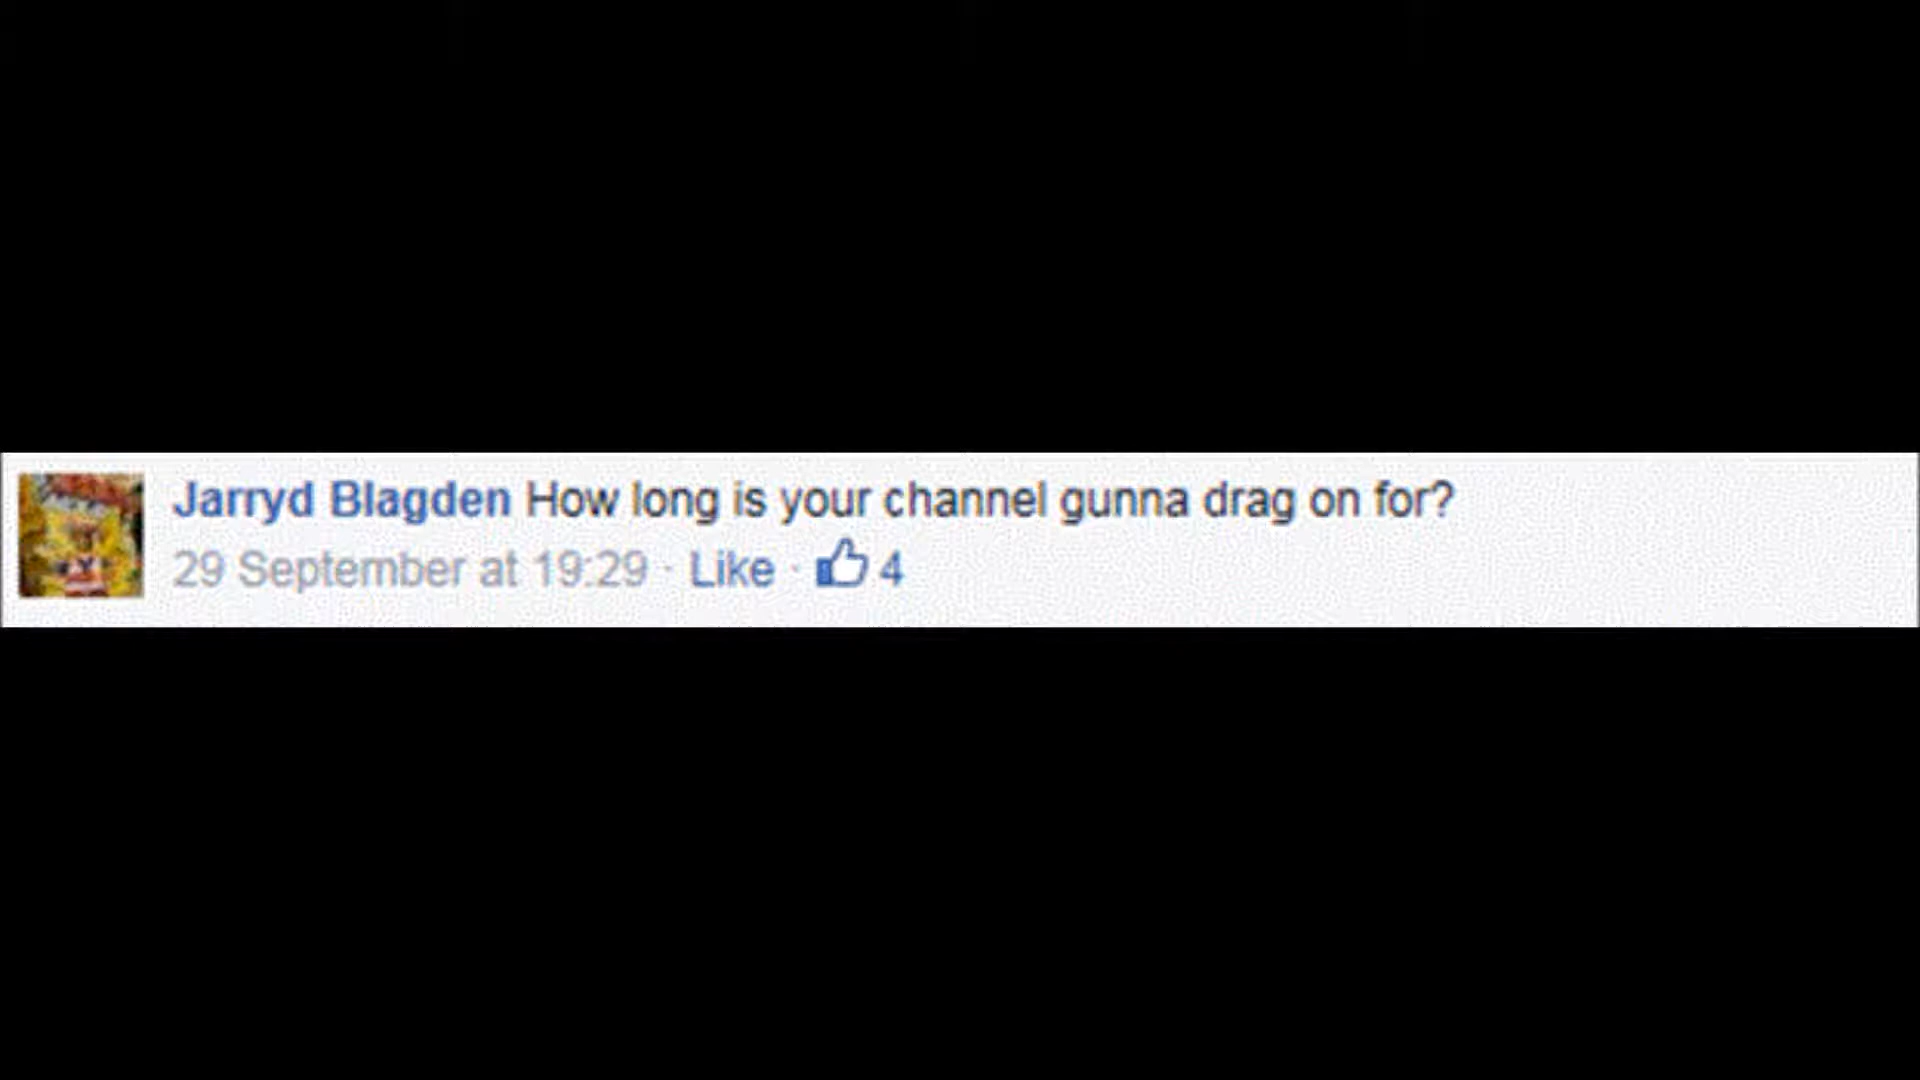 Jarryd Blagden How long is your channel gunna drag on for?
29 September at 19:29 · Like · 4